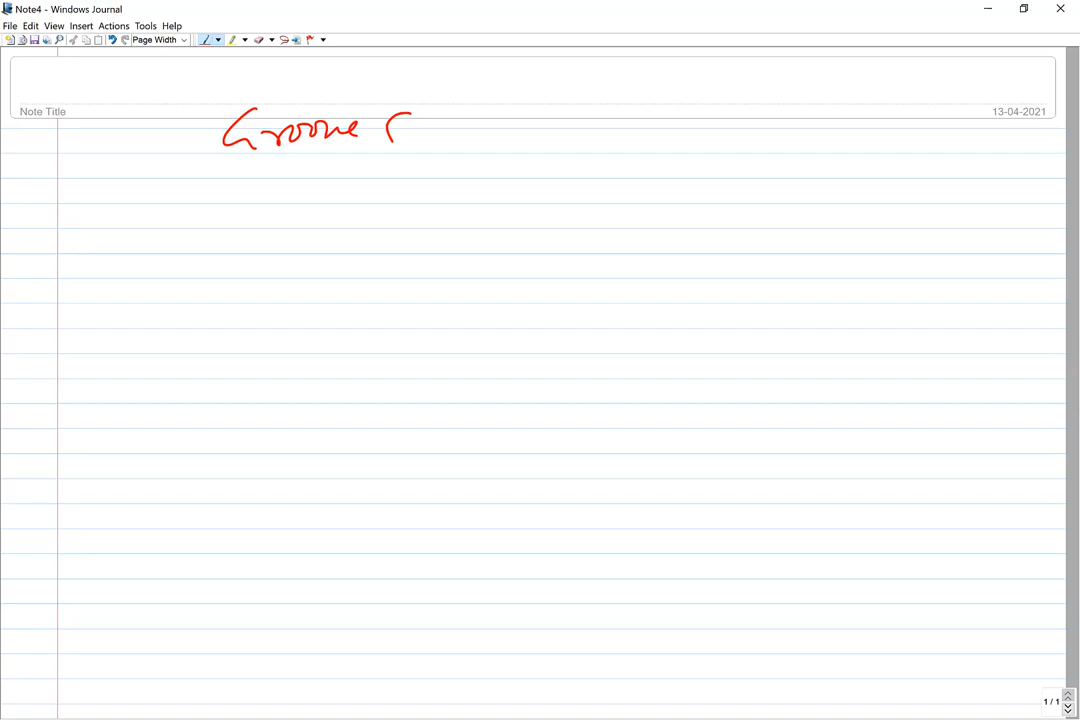 Note4 - Windows Journal
File Edit View Insert Actions Tools Help
Page Width
Note Title
13-04-2021
Groove
1 / 1